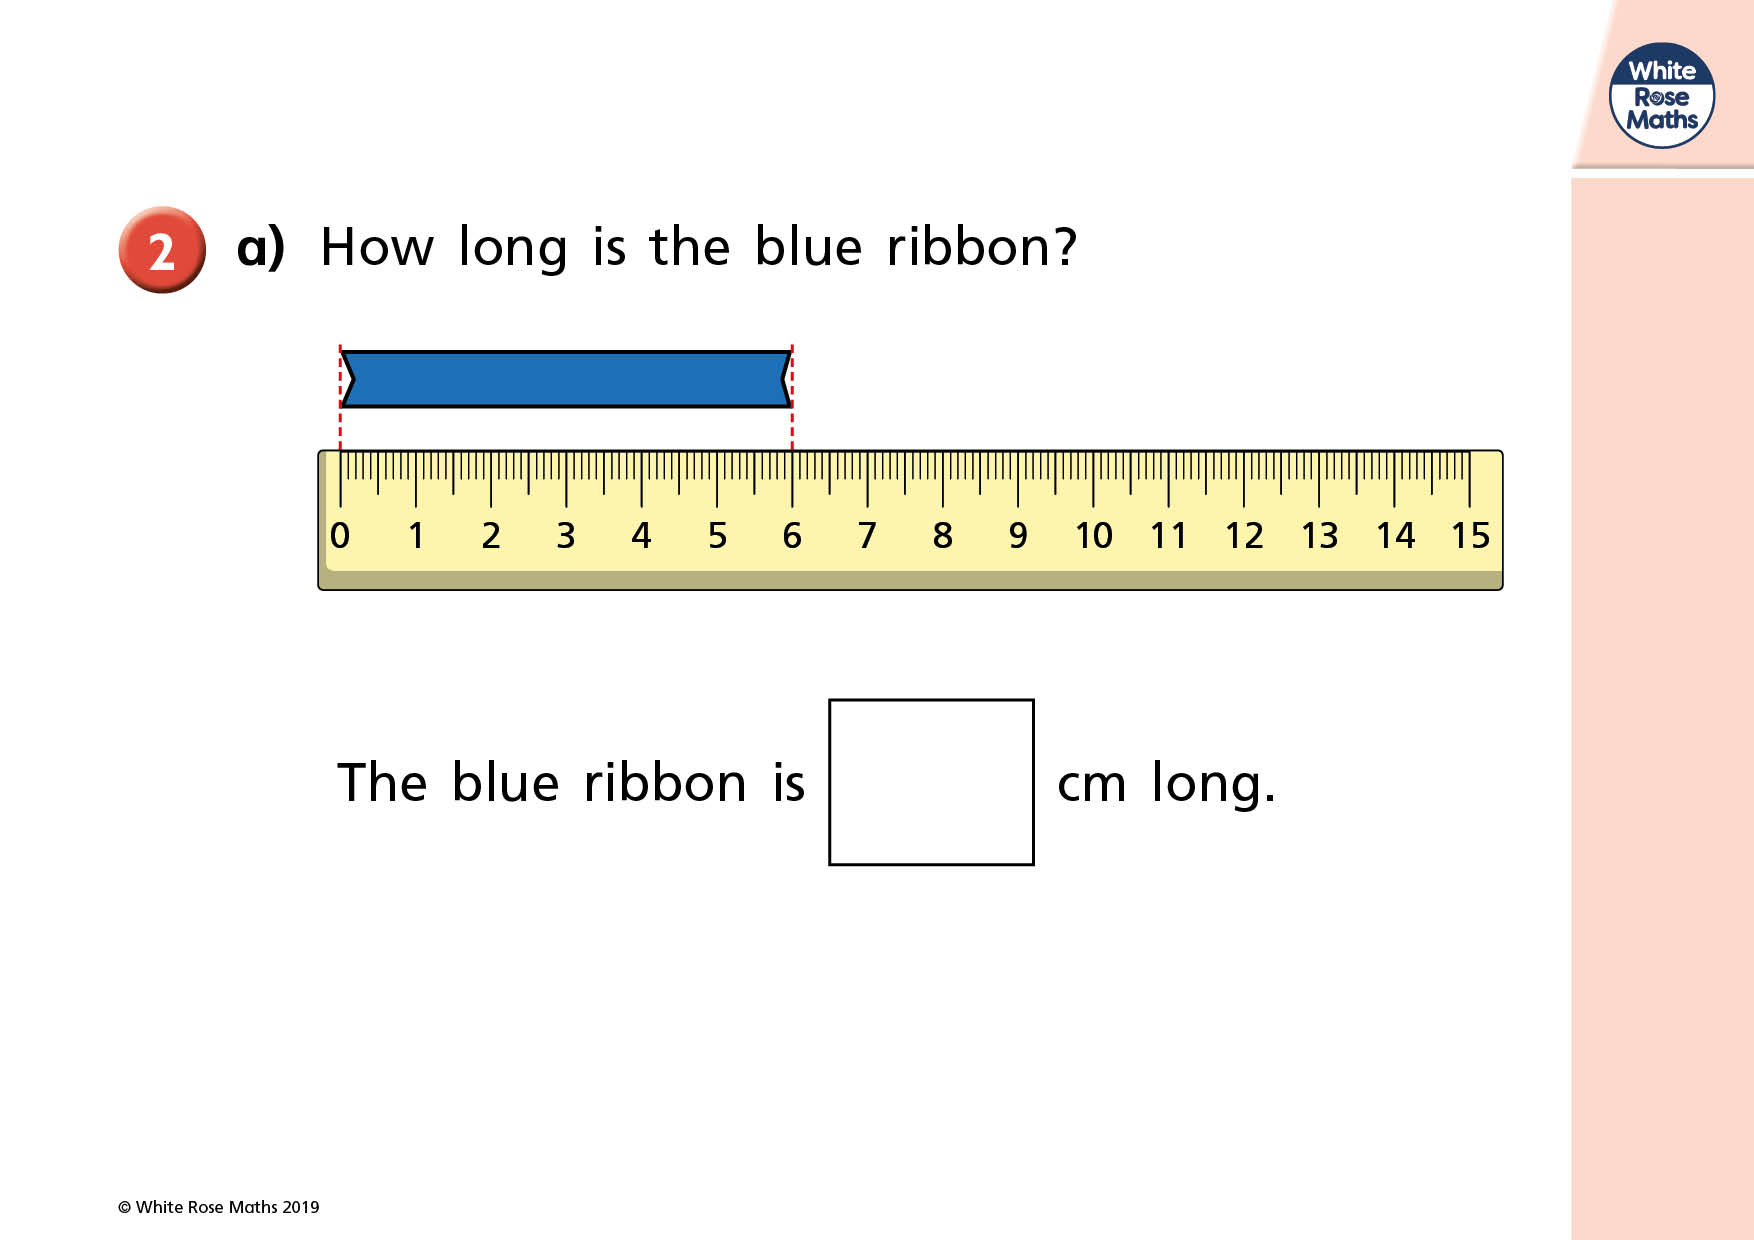 White
Rose
Maths
2 a) How long is the blue ribbon?
0 1 2 3 4 5 6 7 8 9 10 11 12 13 14 15
The blue ribbon is cm long.
© White Rose Maths 2019